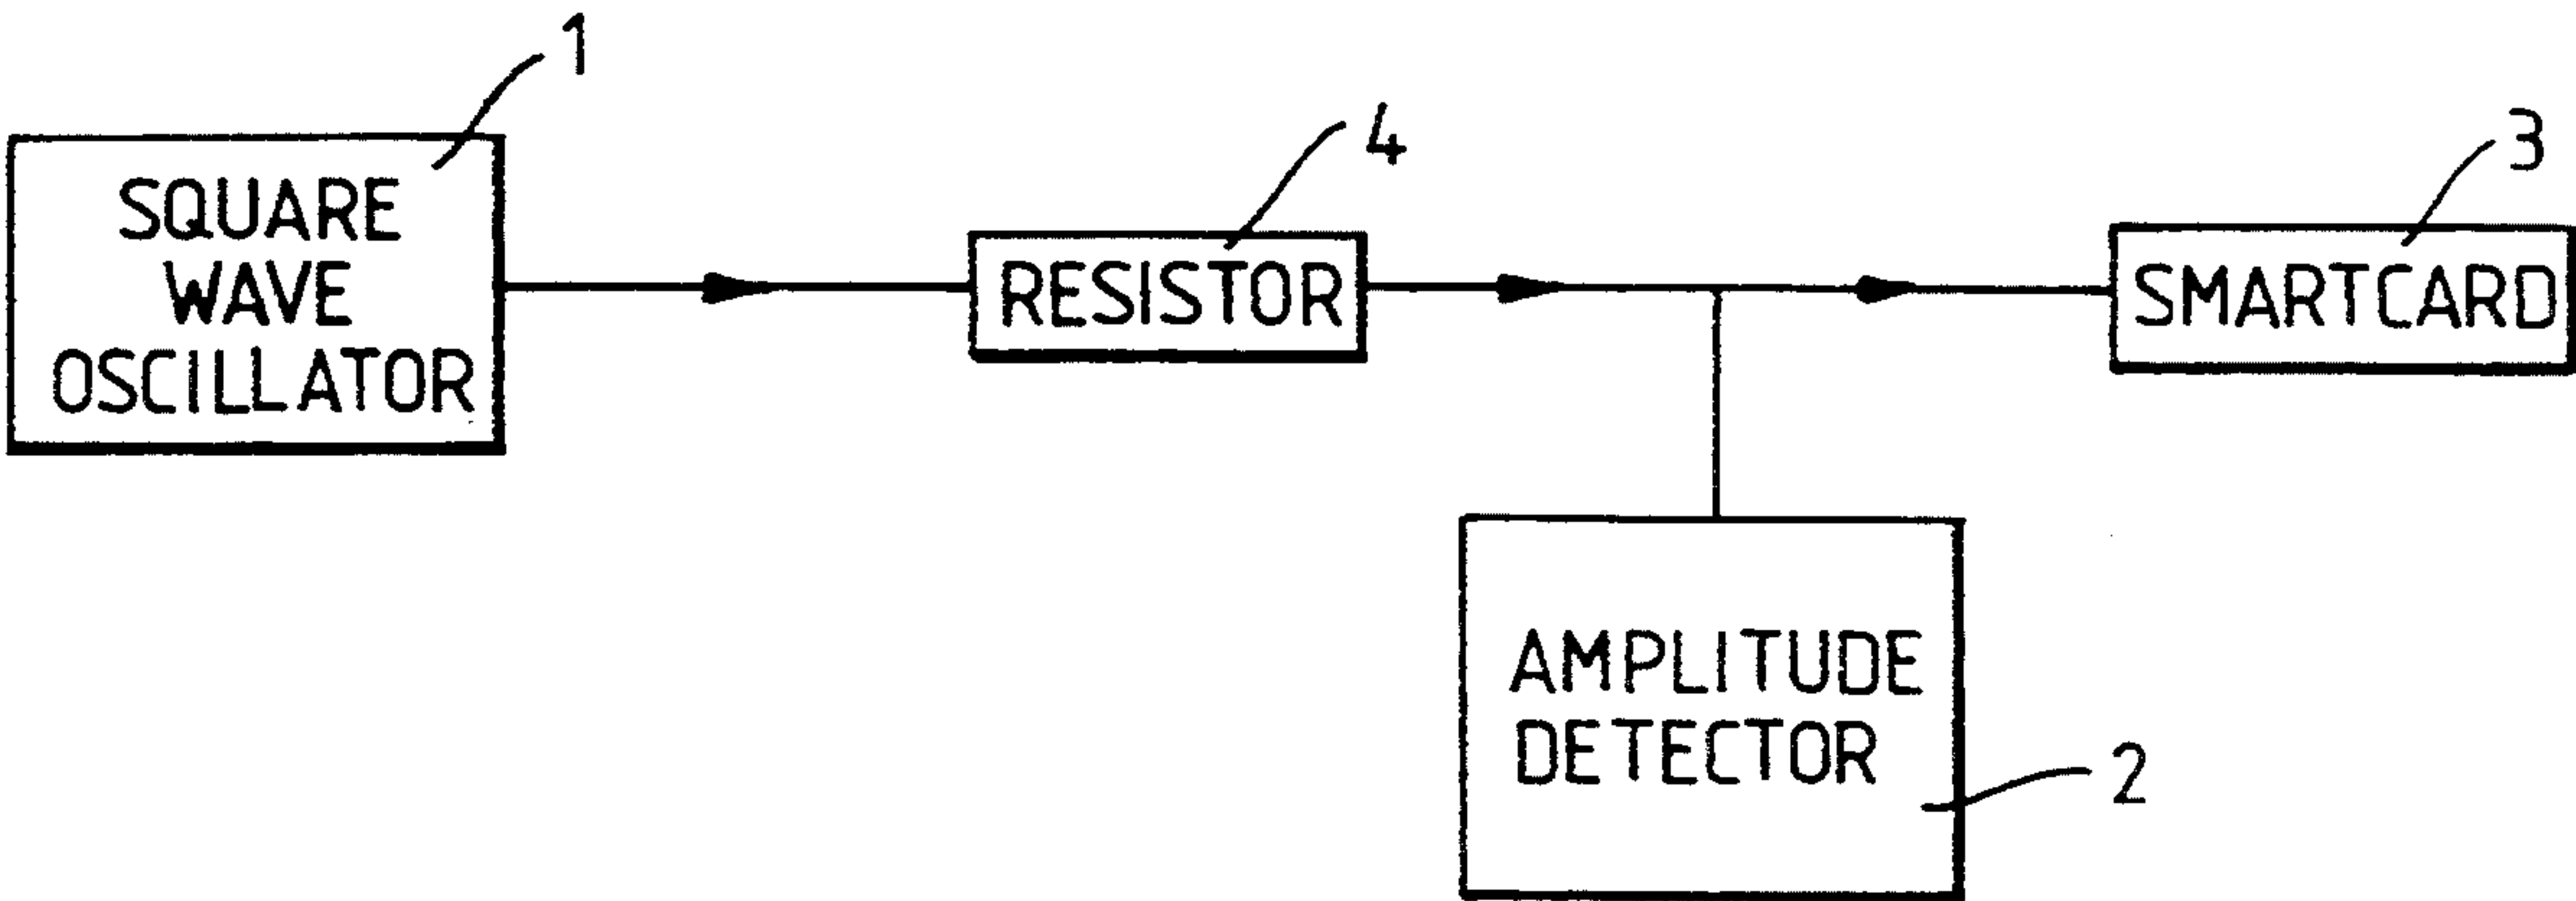 1
SQUARE
WAVE
OSCILLATOR
4
RESISTOR
3
SMARTCARD
AMPLITUDE
DETECTOR
2